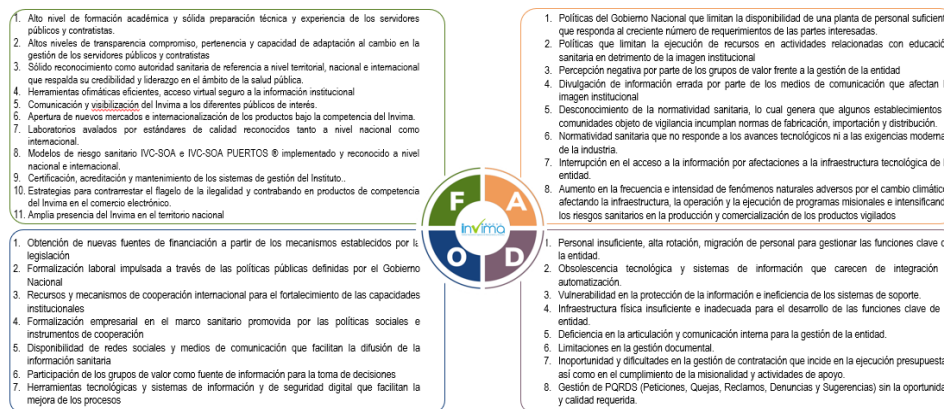 1. Alto nivel de formación académica y sólida preparación técnica y experiencia de los servidores
públicos y contratistas.
2. Altos niveles de transparencia compromiso, pertenencia y capacidad de adaptación al cambio en la
gestión de los servidores públicos y contratistas
3. Sólido reconocimiento como autoridad sanitaria de referencia a nivel territorial, nacional e internacional
que respalda su credibilidad y liderazgo en el ámbito de la salud pública.
4. Herramientas ofimáticas eficientes, acceso virtual seguro a la información institucional
5. Comunicación y visibilización del Invima a los diferentes públicos de interés.
6. Apertura de nuevos mercados e internacionalización de los productos bajo la competencia del Invima.
7. Laboratorios avalados por estándares de calidad reconocidos tanto a nivel nacional como
internacional.
8. Modelos de riesgo sanitario IVC-SOA e IVC-SOA PUERTOS ® implementado y reconocido a nivel
nacional e internacional.
9. Certificación, acreditación y mantenimiento de los sistemas de gestión del Instituto..
10. Estrategias para contrarrestar el flagelo de la ilegalidad y contrabando en productos de competencia
del Invima en el comercio electrónico.
11. Amplia presencia del Invima en el territorio nacional
1. Políticas del Gobierno Nacional que limitan la disponibilidad de una planta de personal suficient
que responda al creciente número de requerimientos de las partes interesadas.
2. Políticas que limitan la ejecución de recursos en actividades relacionadas con educació
sanitaria en detrimento de la imagen institucional
3. Percepción negativa por parte de los grupos de valor frente a la gestión de la entidad
4. Divulgación de información errada por parte de los medios de comunicación que afectan l
imagen institucional
5. Desconocimiento de la normatividad sanitaria, lo cual genera que algunos establecimientos
comunidades objeto de vigilancia incumplan normas de fabricación, importación y distribución.
6. Normatividad sanitaria que no responde a los avances tecnológicos ni a las exigencias moderna
de la industria.
7. Interrupción en el acceso a la información por afectaciones a la infraestructura tecnológica de l
entidad.
8. Aumento en la frecuencia e intensidad de fenómenos naturales adversos por el cambio climático
afectando la infraestructura, la operación y la ejecución de programas misionales e intensificand
los riesgos sanitarios en la producción y comercialización de los productos vigilados
F A
invima
O D
1. Obtención de nuevas fuentes de financiación a partir de los mecanismos establecidos por la
legislación
2. Formalización laboral impulsada a través de las políticas públicas definidas por el Gobierno
Nacional
3. Recursos y mecanismos de cooperación internacional para el fortalecimiento de las capacidades
institucionales
4. Formalización empresarial en el marco sanitario promovida por las políticas sociales e
instrumentos de cooperación
5. Disponibilidad de redes sociales y medios de comunicación que facilitan la difusión de la
información sanitaria
6. Participación de los grupos de valor como fuente de información para la toma de decisiones
7. Herramientas tecnológicas y sistemas de información y de seguridad digital que facilitan la
mejora de los procesos
1. Personal insuficiente, alta rotación, migración de personal para gestionar las funciones clave d
la entidad.
2. Obsolescencia tecnológica y sistemas de información que carecen de integración
automatización.
3. Vulnerabilidad en la protección de la información e ineficiencia de los sistemas de soporte.
4. Infraestructura física insuficiente e inadecuada para el desarrollo de las funciones clave de
entidad.
5. Deficiencia en la articulación y comunicación interna para la gestión de la entidad.
6. Limitaciones en la gestión documental.
7. Inoportunidad y dificultades en la gestión de contratación que incide en la ejecución presupuesta
así como en el cumplimiento de la misionalidad y actividades de apoyo.
8. Gestión de PQRDS (Peticiones, Quejas, Reclamos, Denuncias y Sugerencias) sin la oportunida
y calidad requerida.